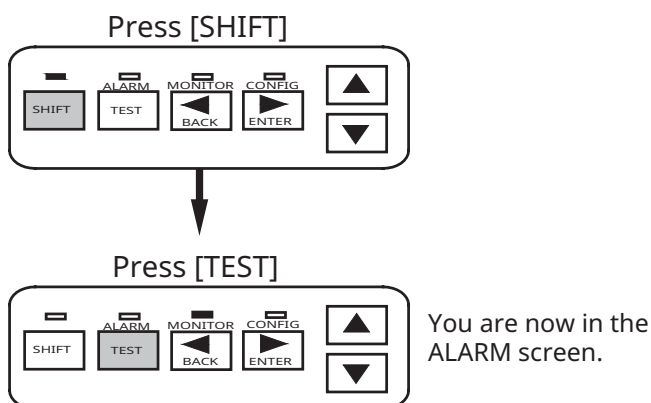 Press [SHIFT]
ALARM MONITOR CONFIG
SHIFT TEST BACK ENTER
Press [TEST]
ALARM MONITOR CONFIG
SHIFT TEST BACK ENTER
You are now in the
ALARM screen.